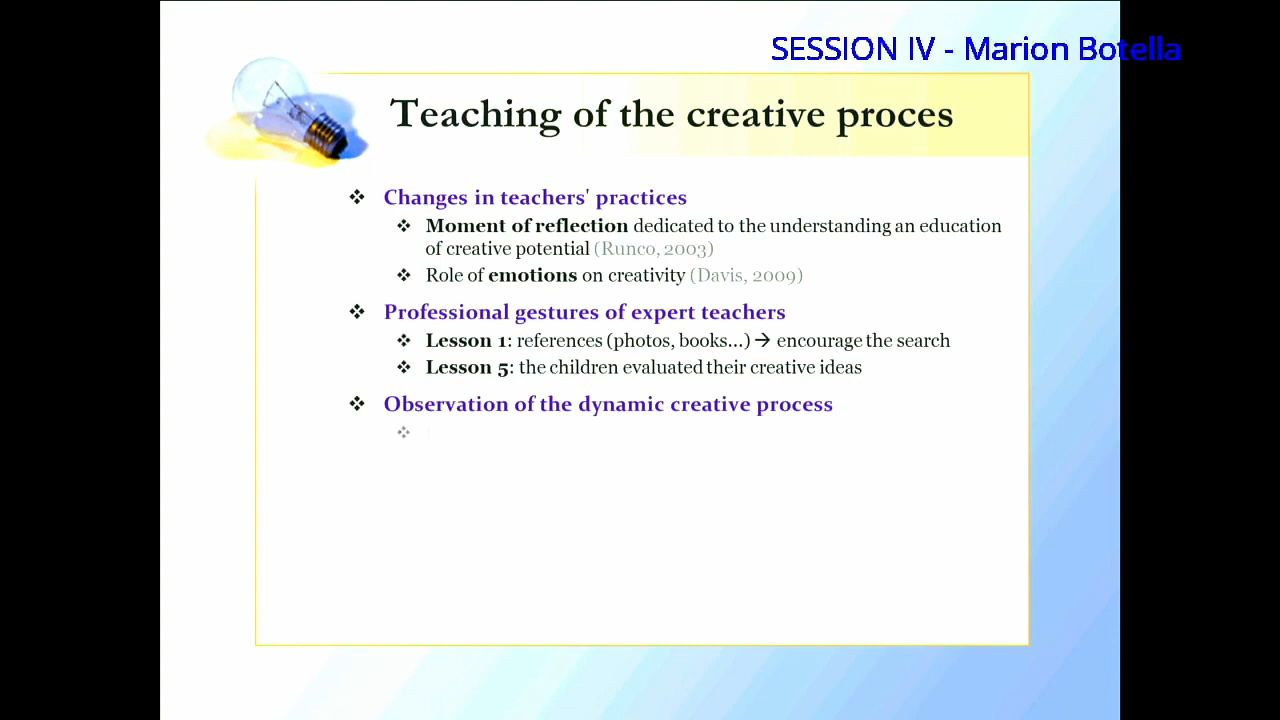 SESSION IV - Marion Botella
Teaching of the creative proces
❖ Changes in teachers' practices
❖ Moment of reflection dedicated to the understanding an education
of creative potential (Runco, 2003)
❖ Role of emotions on creativity (Davis, 2009)
❖ Professional gestures of expert teachers
❖ Lesson 1: references (photos, books...) → encourage the search
❖ Lesson 5: the children evaluated their creative ideas
❖ Observation of the dynamic creative process